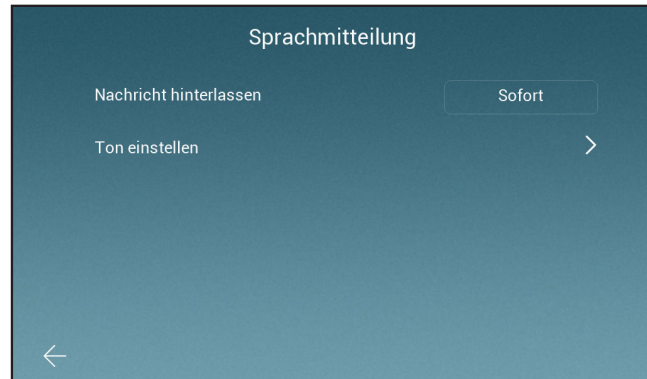 Sprachmitteilung
Nachricht hinterlassen Sofort
Ton einstellen